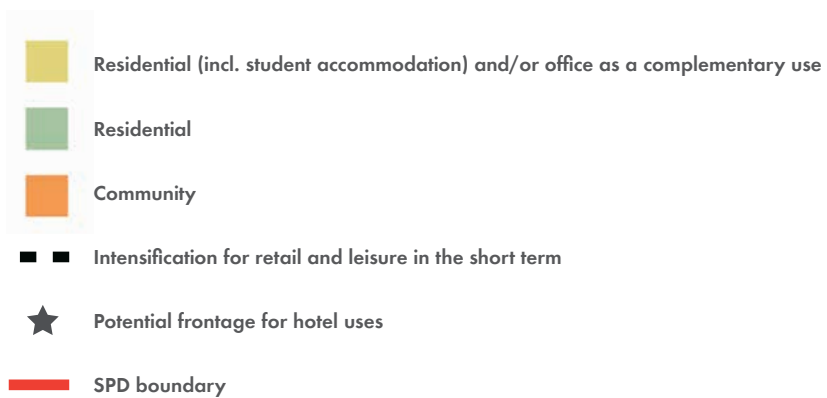 Residential (incl. student accommodation) and/or office as a complementary use
Residential
Community
Intensification for retail and leisure in the short term
Potential frontage for hotel uses
SPD boundary